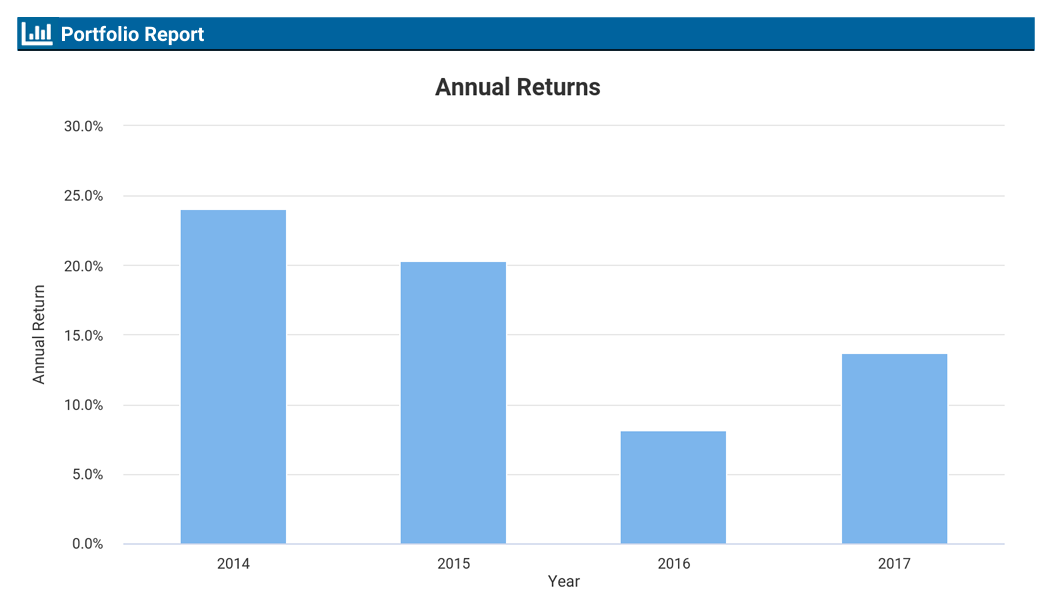 Portfolio Report
Annual Returns
30.0%
25.0%
20.0%
15.0%
10.0%
5.0%
0.0%
Annual Return
2014 2015 2016 2017
Year